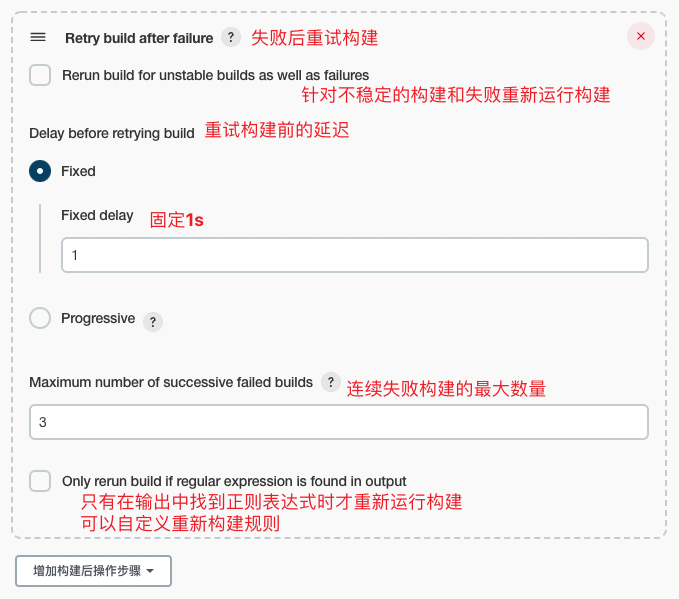 Retry build after failure ? 失败后重试构建
Rerun build for unstable builds as well as failures
针对不稳定的构建和失败重新运行构建
Delay before retrying build 重试构建前的延迟
Fixed
Fixed delay 固定1s
1
Progressive ?
Maximum number of successive failed builds ? 连续失败构建的最大数量
3
Only rerun build if regular expression is found in output
只有在输出中找到正则表达式时才重新运行构建
可以自定义重新构建规则
增加构建后操作步骤